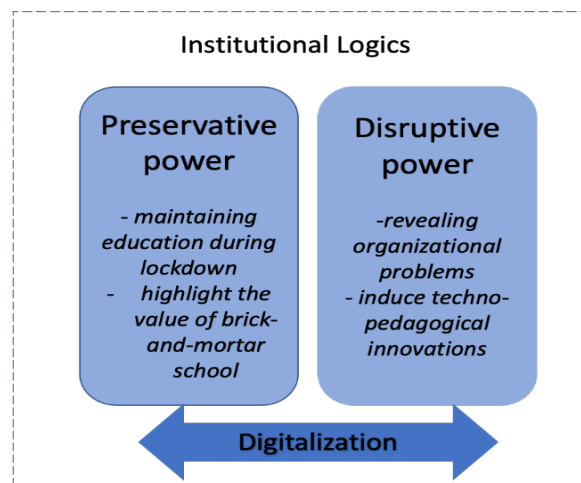 Institutional Logics
Preservative
power
- maintaining
education during
lockdown
- highlight the
value of brick-
and-mortar
school
Disruptive
power
-revealing
organizational
problems
- induce techno-
pedagogical
innovations
Digitalization